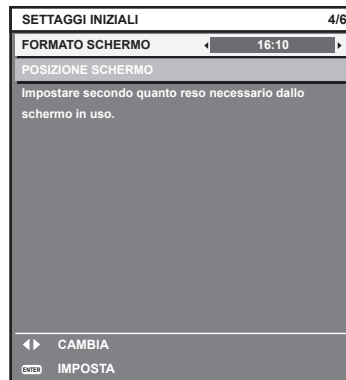 SETTAGGI INIZIALI 4/6
FORMATO SCHERMO 16:10
POSIZIONE SCHERMO
Impostare secondo quanto reso necessario dallo
schermo in uso.
CAMBIA
ENTER IMPOSTA